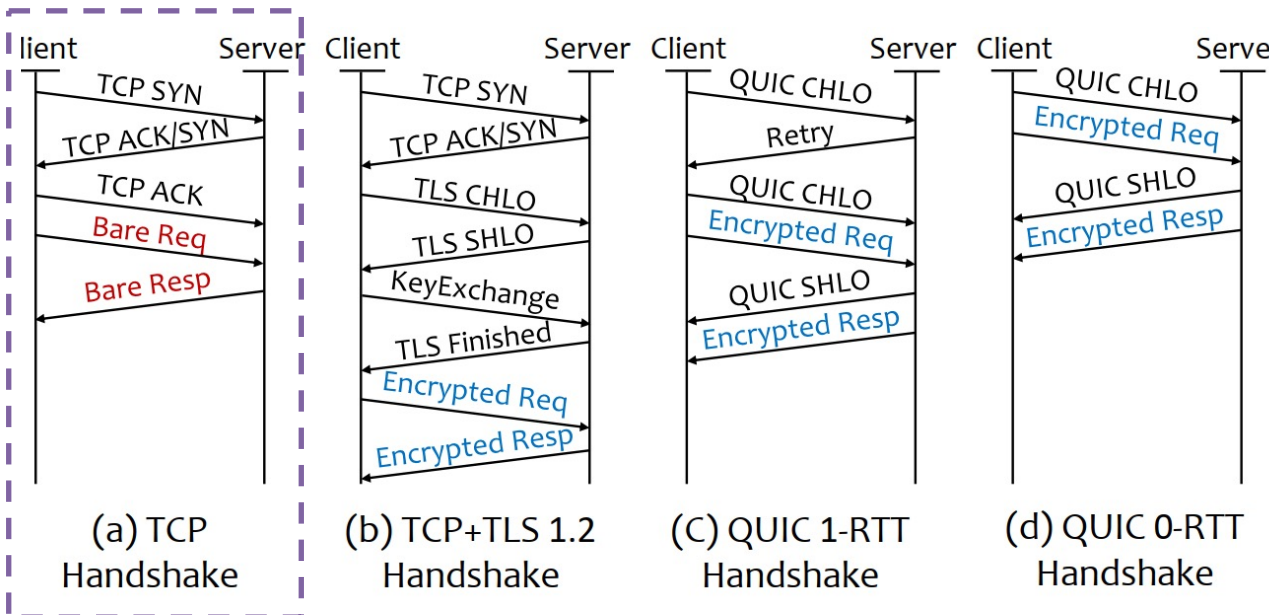 lient
Server
TCP SYN
TCP ACK/SYN
TCP ACK
Bare Req
Bare Resp
(a) TCP
Handshake
Client
Server
TCP SYN
TCP ACK/SYN
TLS CHLO
TLS SHLO
KeyExchange
TLS Finished
Encrypted Req
Encrypted Resp
(b) TCP+TLS 1.2
Handshake
Client
Server
QUIC CHLO
Retry
QUIC CHLO
Encrypted Req
QUIC SHLO
Encrypted Resp
(c) QUIC 1-RTT
Handshake
Client
Serve
QUIC CHLO
Encrypted Req
QUIC SHLO
Encrypted Resp
(d) QUIC 0-RTT
Handshake